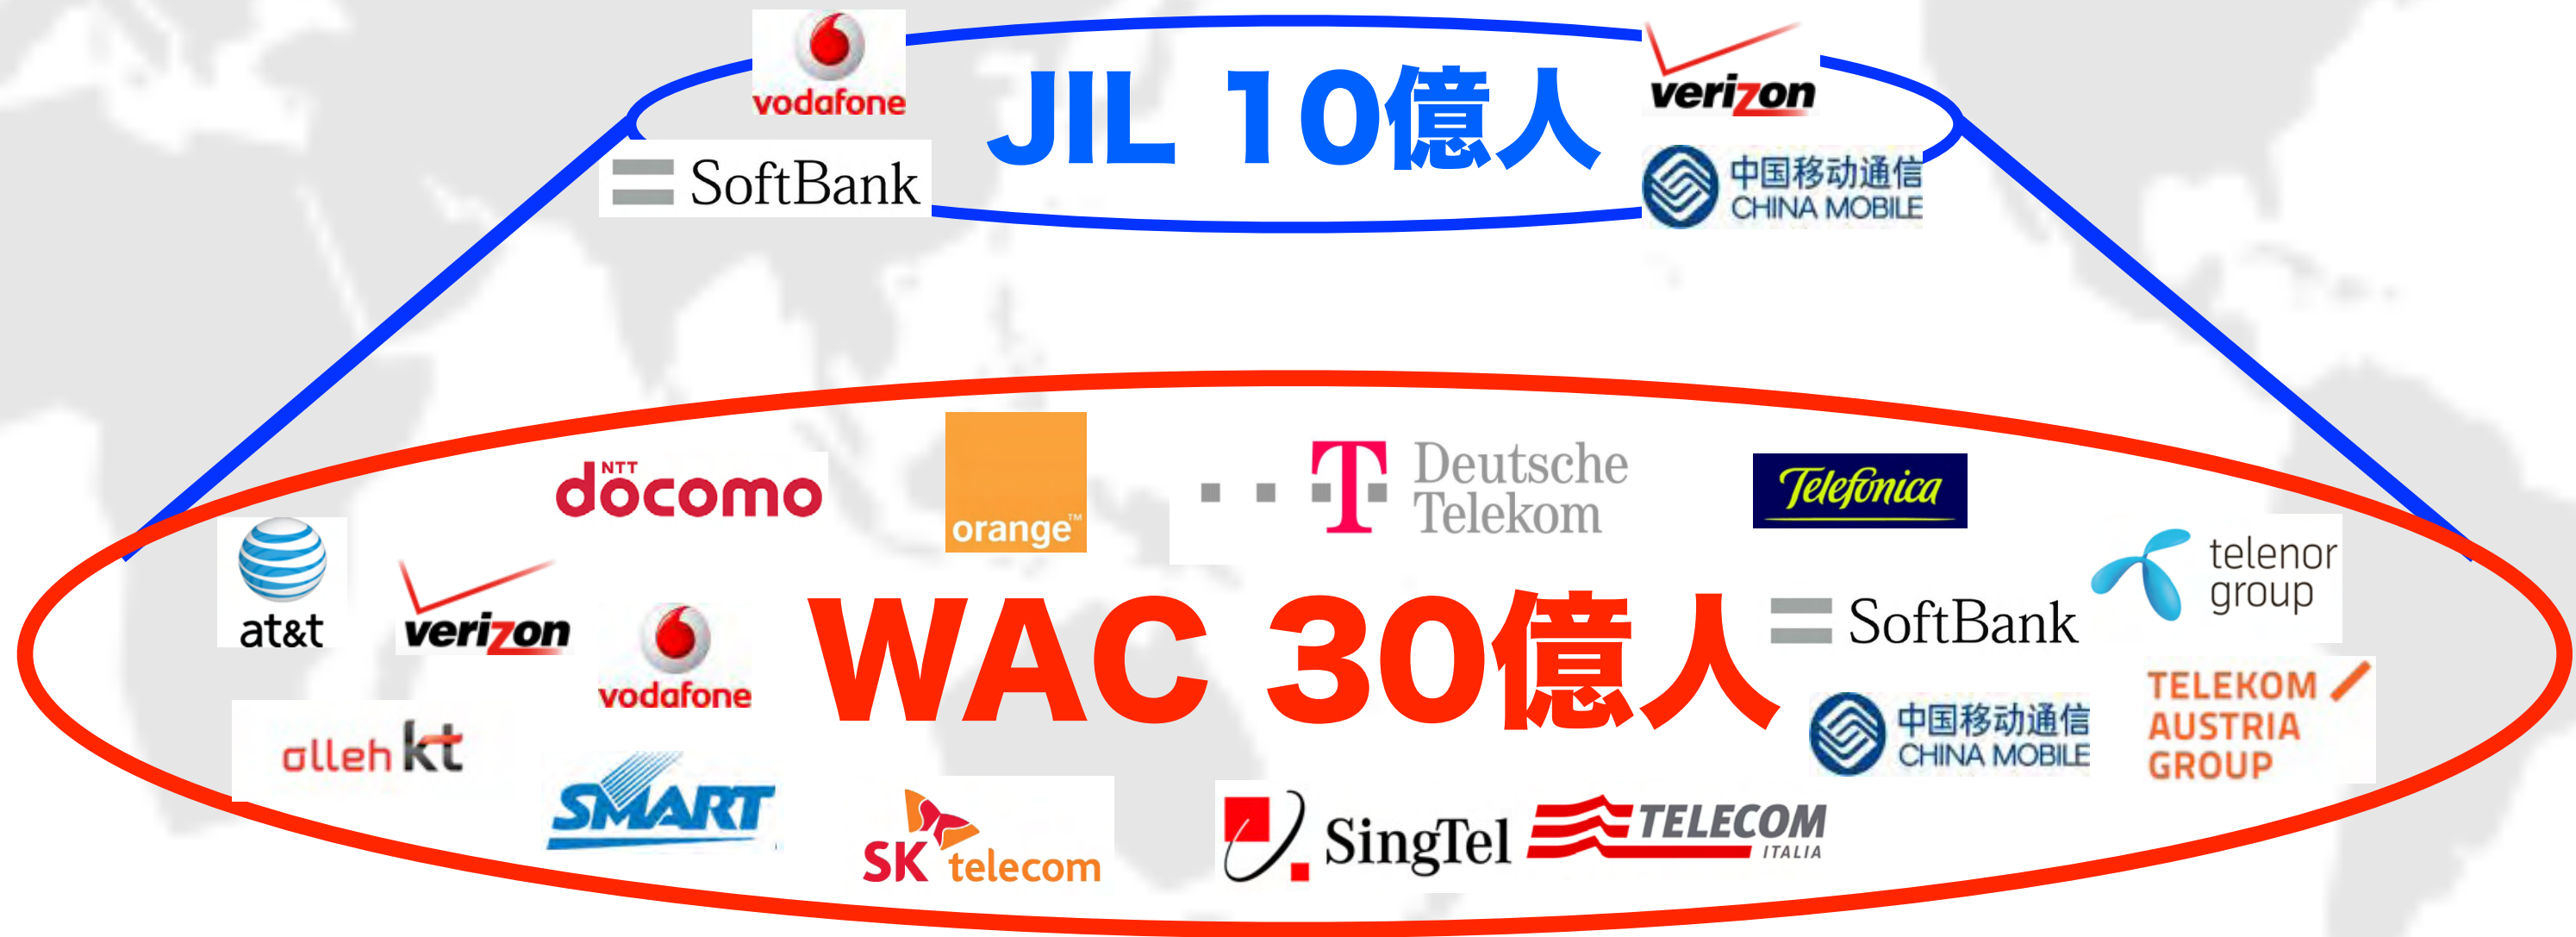 vodafone
JIL 10億人
verizon
SoftBank
中国移动通信
CHINA MOBILE
NTT
docomo
orange™
Deutsche
Telekom
Telefonica
at&t
verizon
vodafone
WAC 30億人
SoftBank
telenor
group
olleh kt
中国移动通信
CHINA MOBILE
TELEKOM
AUSTRIA
GROUP
SMART
SK telecom
SingTel
TELECOM
ITALIA